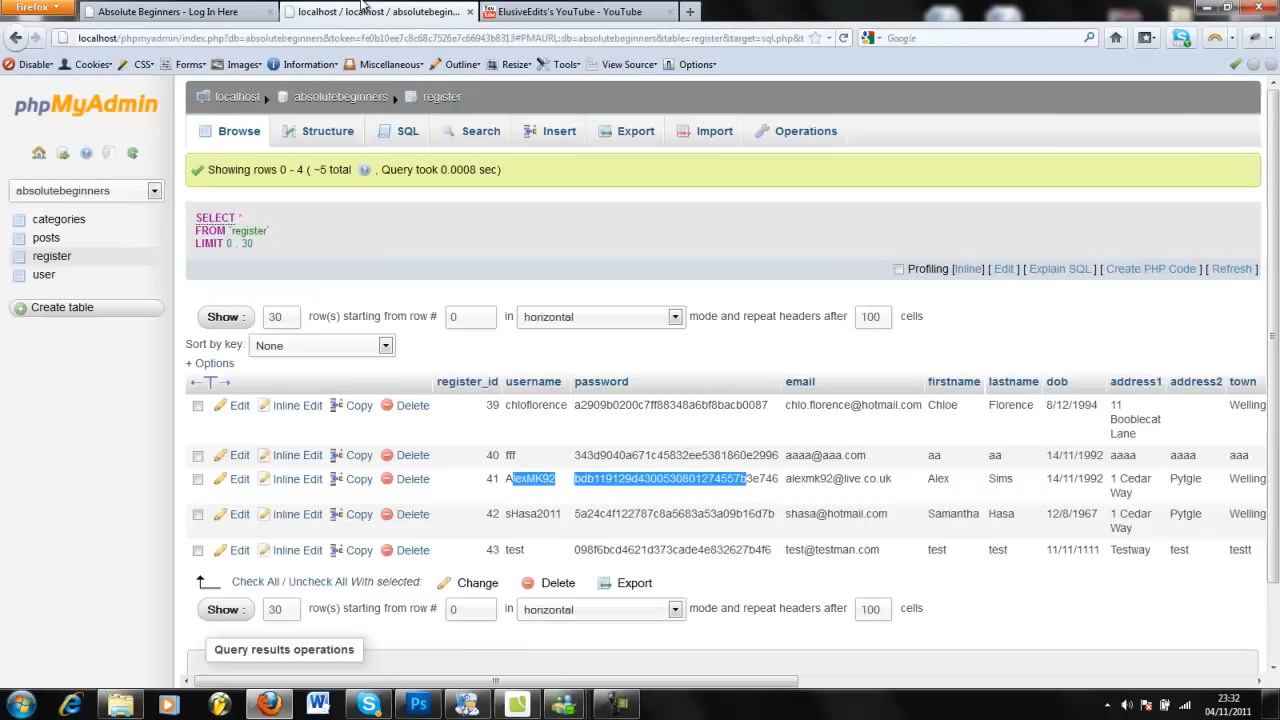 Firefox
Absolute Beginners - Log In Here
localhost / localhost / absolutebegin...
ElusiveEdits's YouTube - YouTube
localhost/phpmyadmin/index.php?db=absolutebeginners&token=fe0b10ee7c8c68c7526e7c66943b8313#PMAURL:db=absolutebeginners&table=register&target=sql.php&t
Google
Disable Cookies CSS Forms Images Information Miscellaneous Outline Resize Tools View Source Options
phpMyAdmin
localhost absolutebeginners register
Browse Structure SQL Search Insert Export Import Operations
Showing rows 0 - 4 ( ~5 total , Query took 0.0008 sec)
absolutebeginners
categories
posts
register
user
Create table
SELECT *
FROM `register`
LIMIT 0 , 30
Profiling [Inline] [ Edit ] [ Explain SQL ] [ Create PHP Code ] [ Refresh ]
Show : 30 row(s) starting from row # 0 in horizontal mode and repeat headers after 100 cells
Sort by key: None
+ Options
register_id username password email firstname lastname dob address1 address2 town
Edit Inline Edit Copy Delete 39 chloflorence a2909b0200c7ff88348a6bf8bacb0087 chlo.florence@hotmail.com Chloe Florence 8/12/1994 11 Welling
Booblecat
Lane
Edit Inline Edit Copy Delete 40 fff 343d9040a671c45832ee5381860e2996 aaaa@aaa.com aa aa 14/11/1992 aaaa aaaa aaa
Edit Inline Edit Copy Delete 41 AlexMK92 bdb119129d4300530801274557b3e746 alexmk92@live.co.uk Alex Sims 14/11/1992 1 Cedar Pytgle Welling
Way
Edit Inline Edit Copy Delete 42 sHasa2011 5a24c4f122787c8a5683a53a09b16d7b shasa@hotmail.com Samantha Hasa 12/8/1967 1 Cedar Pytgle Welling
Way
Edit Inline Edit Copy Delete 43 test 098f6bcd4621d373cade4e832627b4f6 test@testman.com test test 11/11/1111 Testway test testt
Check All / Uncheck All With selected: Change Delete Export
Show : 30 row(s) starting from row # 0 in horizontal mode and repeat headers after 100 cells
Query results operations
23:32
04/11/2011